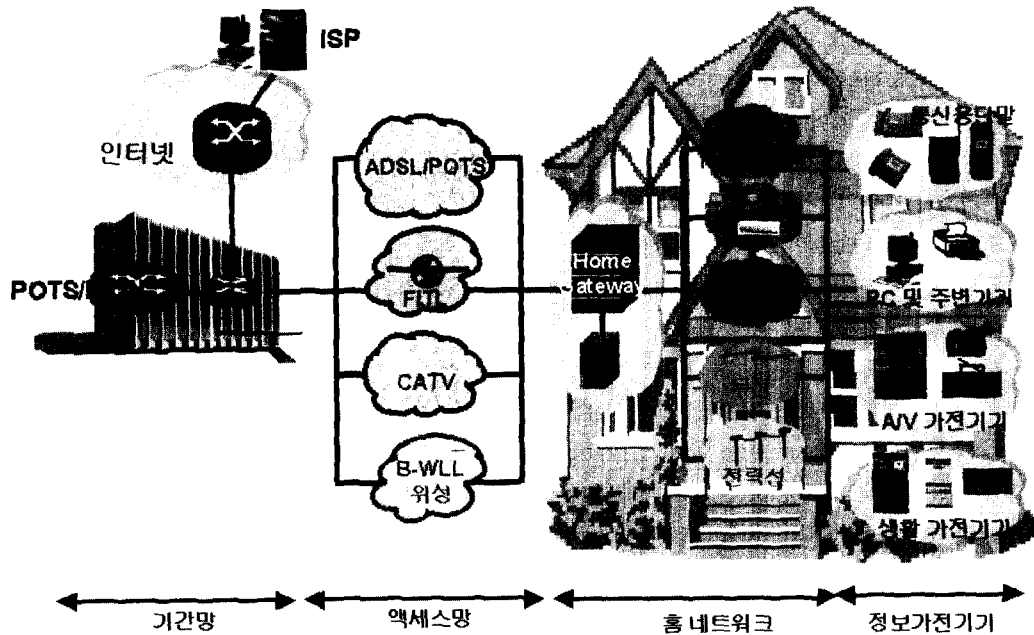 ISP
인터넷
ADSL/POTS
POTS/
Home
Gateway
CATV
B-WLL
위성
전력선
통신용단말
PC 및 주변기기
A/V 가전기기
생활 가전기기
기간망
액세스망
홈 네트워크
정보가전기기